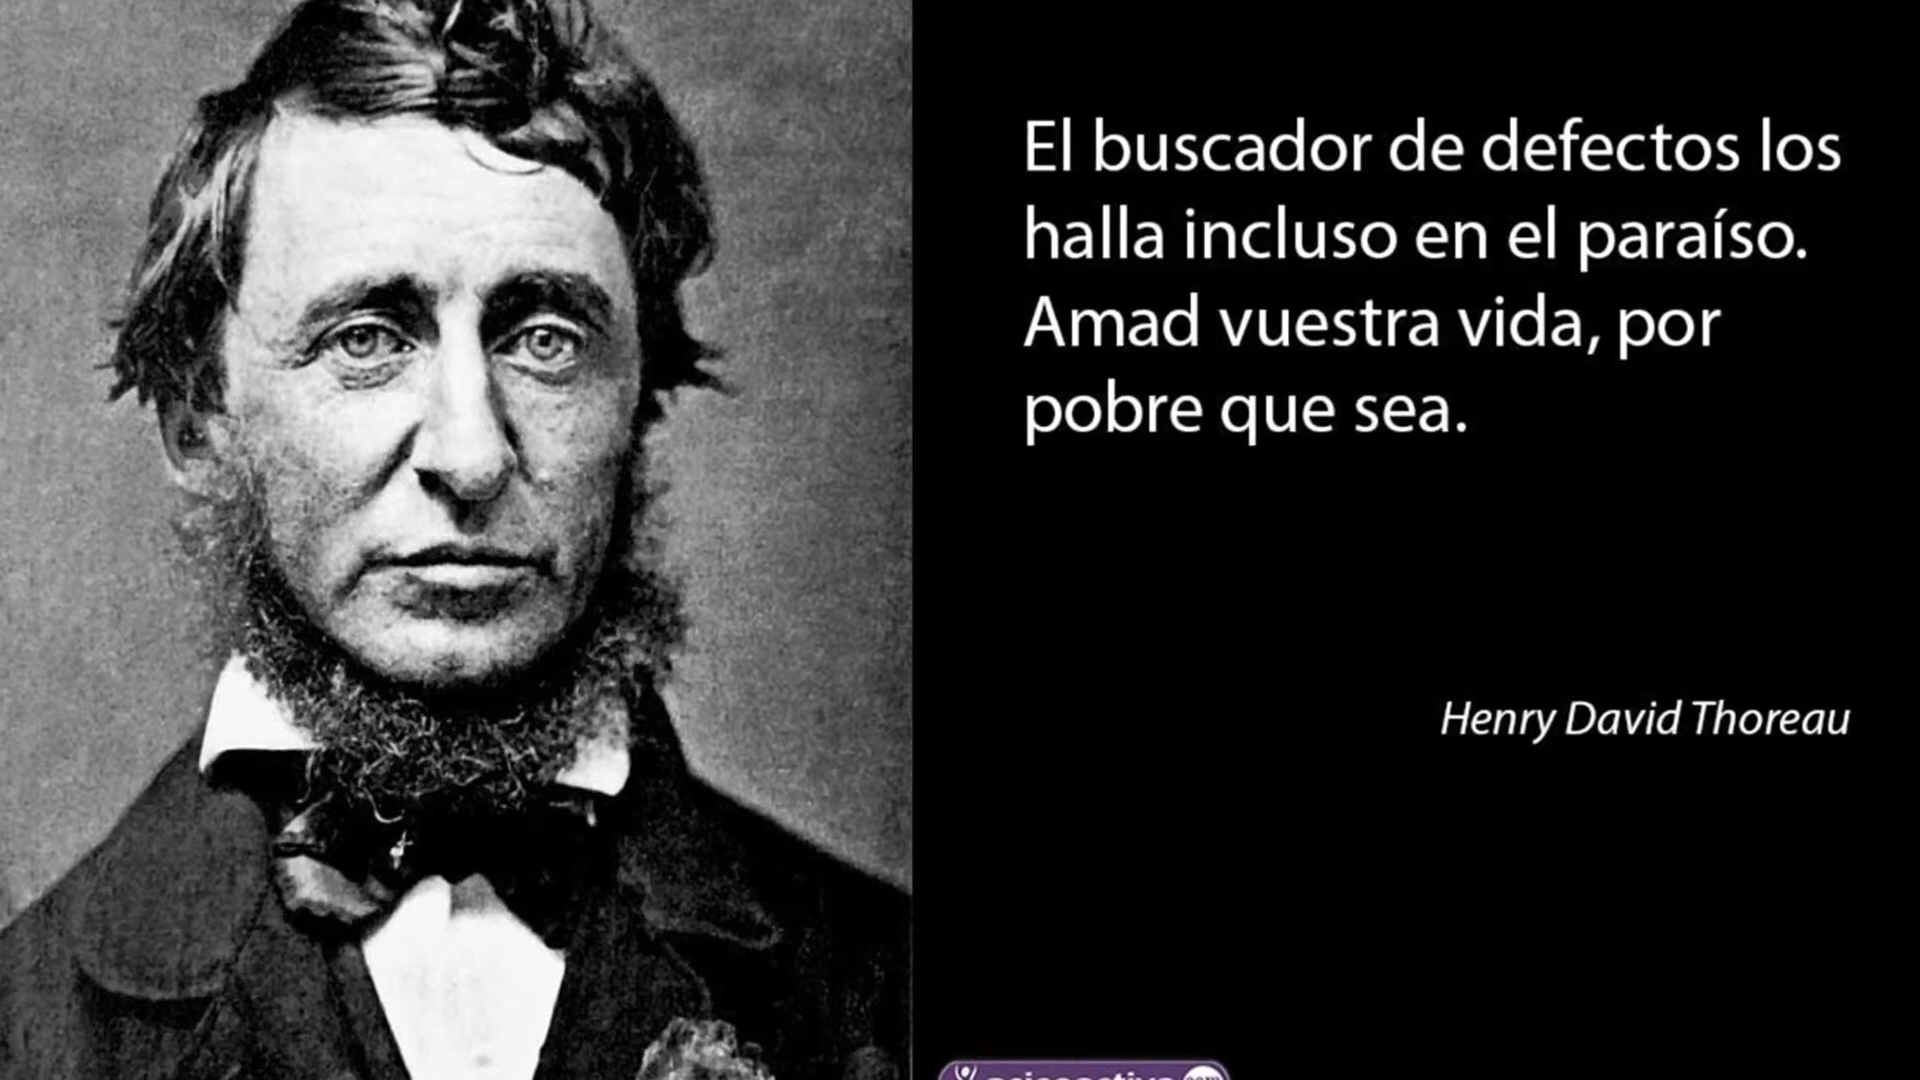 El buscador de defectos los
halla incluso en el paraíso.
Amad vuestra vida, por
pobre que sea.
Henry David Thoreau